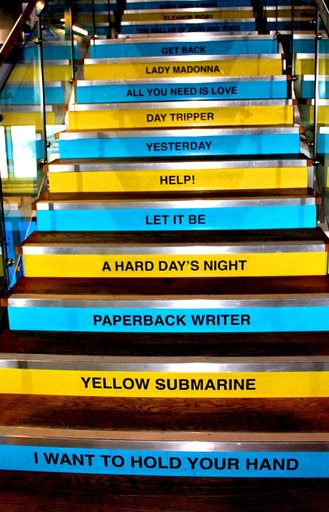 ELEANOR RIGBY
THE BALLAD OF JOHN AND YOKO
GET BACK
LADY MADONNA
ALL YOU NEED IS LOVE
DAY TRIPPER
YESTERDAY
HELP!
LET IT BE
A HARD DAY'S NIGHT
PAPERBACK WRITER
YELLOW SUBMARINE
I WANT TO HOLD YOUR HAND